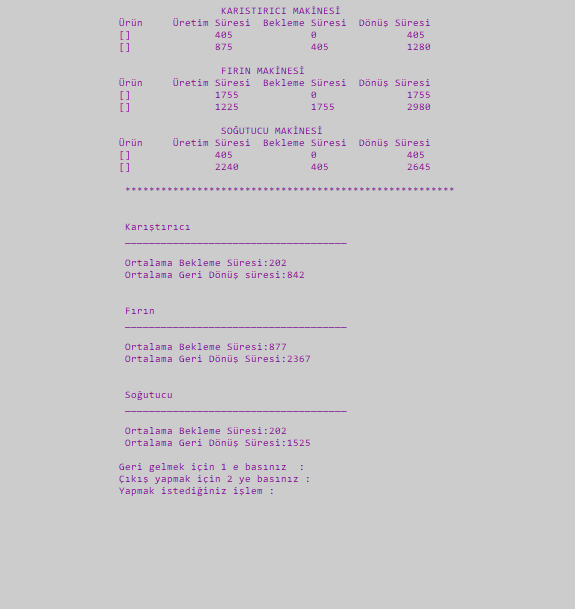 KARISTIRICI MAKİNESİ
Ürün Üretim Süresi Bekleme Süresi Dönüş Süresi
[] 405 0 405
[] 875 405 1280
FIRIN MAKİNESİ
Ürün Üretim Süresi Bekleme Süresi Dönüş Süresi
[] 1755 0 1755
[] 1225 1755 2980
SOĞUTUCU MAKİNESİ
Ürün Üretim Süresi Bekleme Süresi Dönüş Süresi
[] 405 0 405
[] 2240 405 2645
*******************************************************
Karıştırıcı
_____________________________________
Ortalama Bekleme Süresi:202
Ortalama Geri Dönüş süresi:842
Fırın
_____________________________________
Ortalama Bekleme Süresi:877
Ortalama Geri Dönüş Süresi:2367
Soğutucu
_____________________________________
Ortalama Bekleme Süresi:202
Ortalama Geri Dönüş Süresi:1525
Geri gelmek için 1 e basınız :
Çıkış yapmak için 2 ye basınız :
Yapmak istediğiniz işlem :